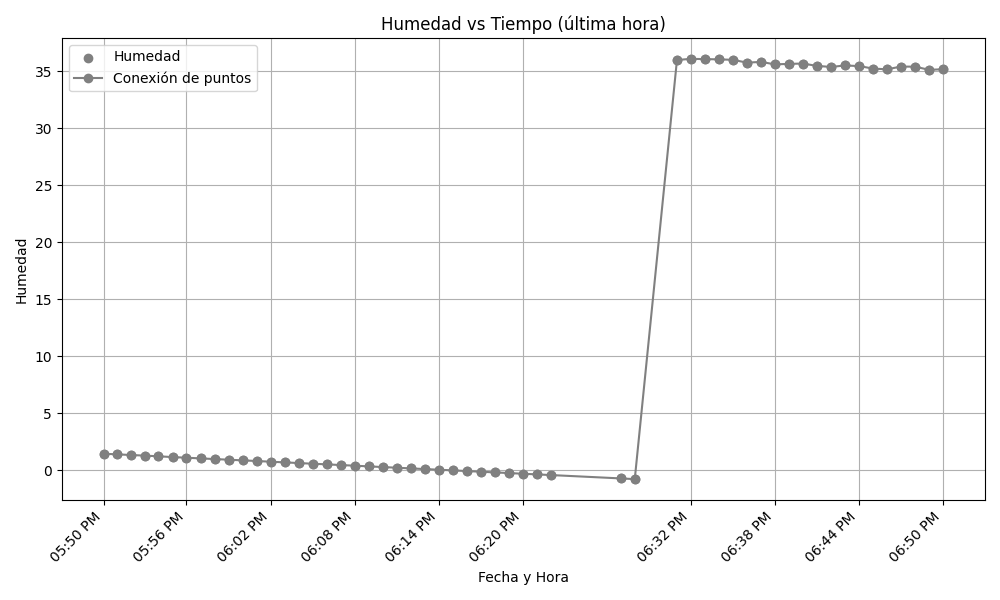 Humedad vs Tiempo (última hora)
Humedad
Conexión de puntos
Humedad
35
30
25
20
15
10
5
0
05:50 PM
05:56 PM
06:02 PM
06:08 PM
06:14 PM
06:20 PM
06:32 PM
06:38 PM
06:44 PM
06:50 PM
Fecha y Hora